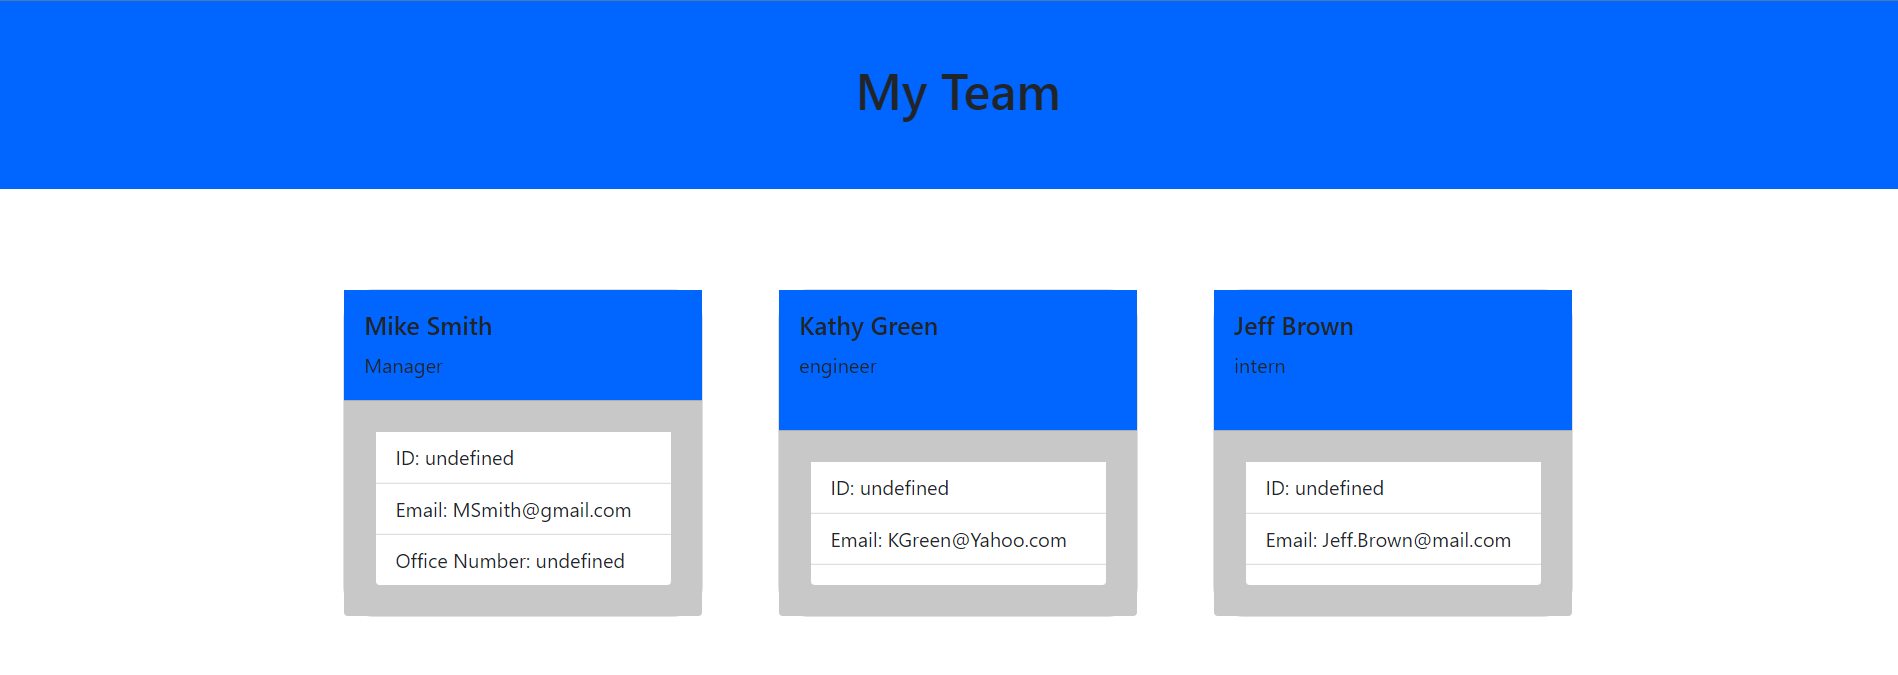 My Team
Mike Smith
Manager
ID: undefined
Email: MSmith@gmail.com
Office Number: undefined
Kathy Green
engineer
ID: undefined
Email: KGreen@Yahoo.com
Jeff Brown
intern
ID: undefined
Email: Jeff.Brown@mail.com